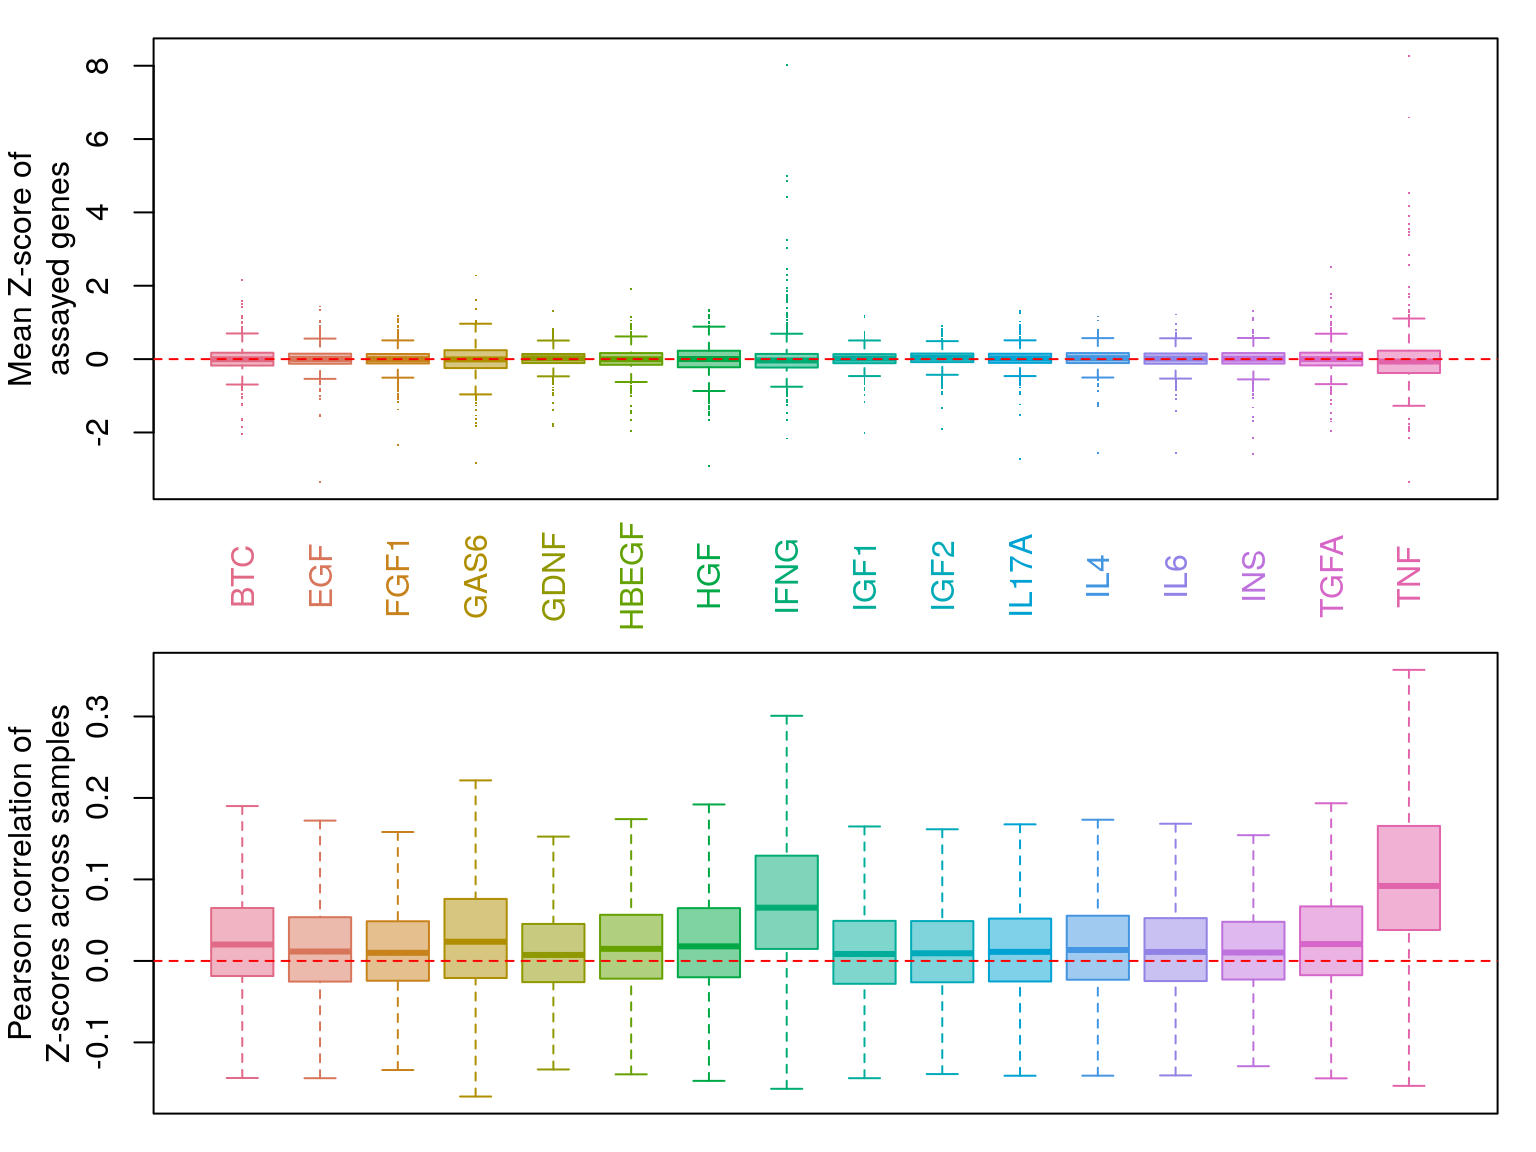 Mean Z-score of
assayed genes
8
6
4
2
0
-2
BTC
EGF
FGF1
GAS6
GDNF
HBEGF
HGF
IFNG
IGF1
IGF2
IL17A
IL4
IL6
INS
TGFA
TNF
Pearson correlation of
Z-scores across samples
0.3
0.2
0.1
0.0
-0.1